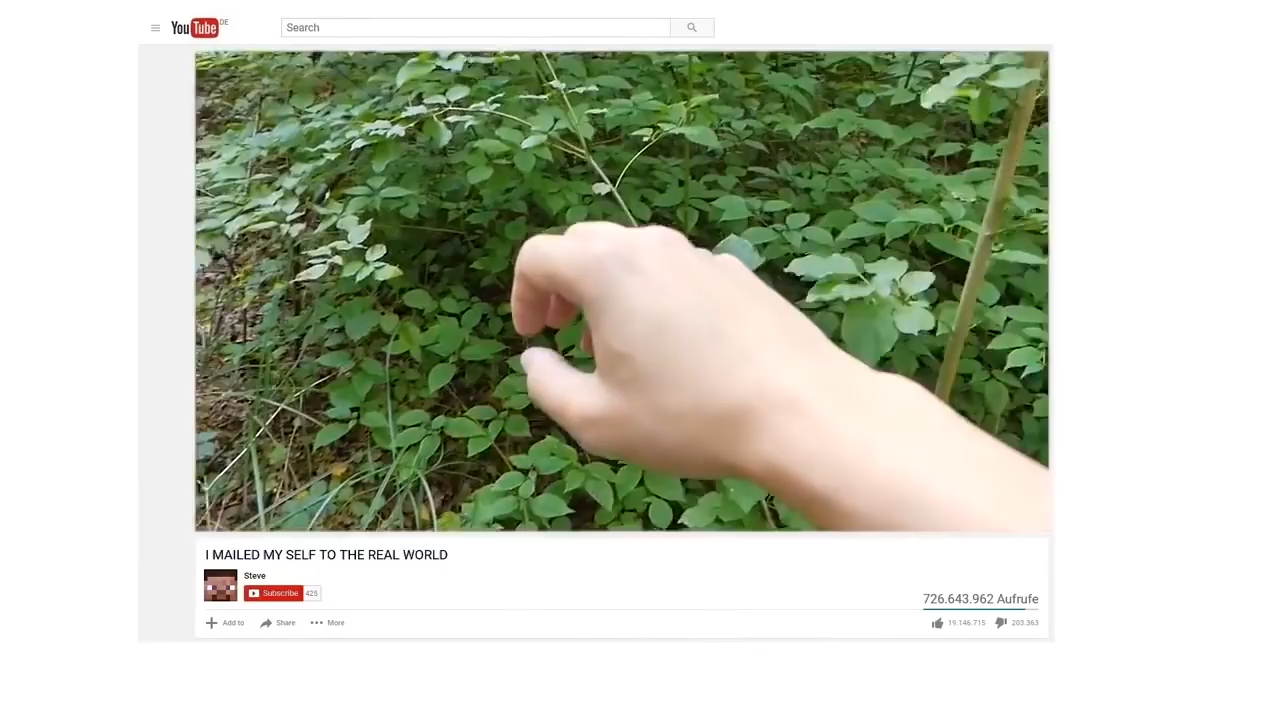 YouTube DE
Search
I MAILED MY SELF TO THE REAL WORLD
Steve
Subscribe 425
726.643.962 Aufrufe
Add to Share More 19.146.715 203.363